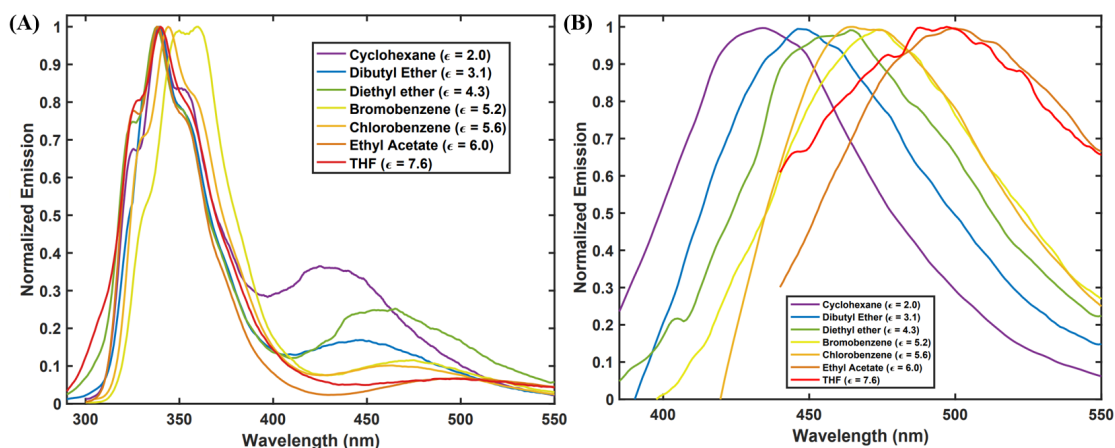 (A)
Normalized Emission
1
0.9
0.8
0.7
0.6
0.5
0.4
0.3
0.2
0.1
0
290 300 350 400 450 500 550
Wavelength (nm)
Cyclohexane (ϵ = 2.0)
Dibutyl Ether (ϵ = 3.1)
Diethyl ether (ϵ = 4.3)
Bromobenzene (ϵ = 5.2)
Chlorobenzene (ϵ = 5.6)
Ethyl Acetate (ϵ = 6.0)
THF (ϵ = 7.6)
(B)
Normalized Emission
1
0.9
0.8
0.7
0.6
0.5
0.4
0.3
0.2
0.1
0
400 450 500 550
Wavelength (nm)
Cyclohexane (ϵ = 2.0)
Dibutyl Ether (ϵ = 3.1)
Diethyl ether (ϵ = 4.3)
Bromobenzene (ϵ = 5.2)
Chlorobenzene (ϵ = 5.6)
Ethyl Acetate (ϵ = 6.0)
THF (ϵ = 7.6)